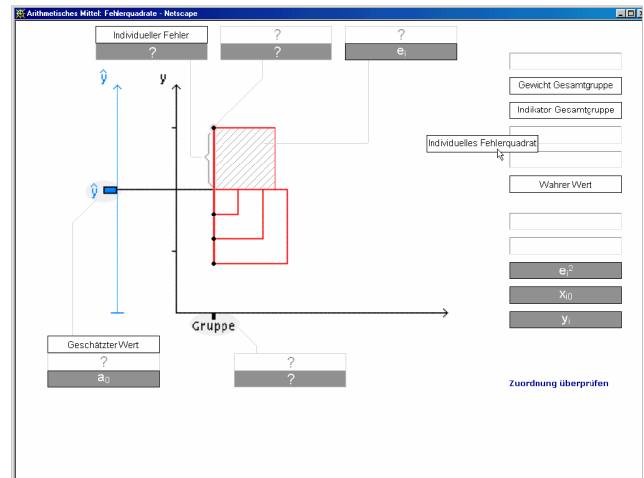 Arithmetisches Mittel: Fehlerquadrate - Netscape
Individueller Fehler
?
?
?
?
eᵢ
ŷ
y
Gewicht Gesamtgruppe
Indikator Gesamtgruppe
Individuelles Fehlerquadrat
Wahrer Wert
ŷ
eᵢ²
xᵢ₀
yᵢ
Gruppe
Geschätzter Wert
?
a₀
?
?
Zuordnung überprüfen